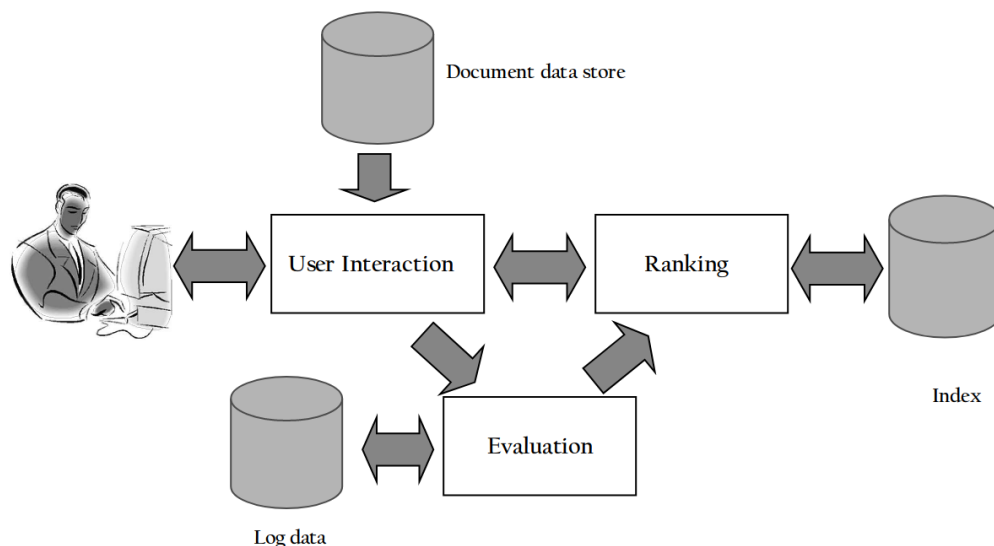 Document data store
User Interaction
Ranking
Index
Evaluation
Log data